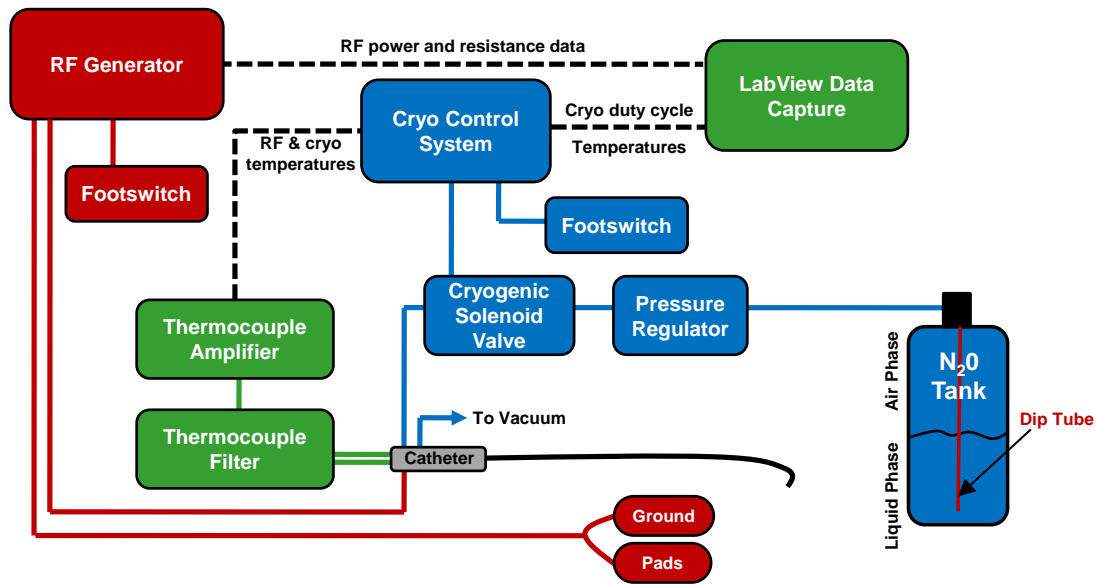 RF Generator
RF power and resistance data
LabView Data
Capture
Cryo Control
System
Cryo duty cycle
Temperatures
RF & cryo
temperatures
Footswitch
Footswitch
Cryogenic
Solenoid
Valve
Pressure
Regulator
Thermocouple
Amplifier
Air Phase
N₂0
Tank
Dip Tube
To Vacuum
Thermocouple
Filter
Catheter
Liquid Phase
Ground
Pads